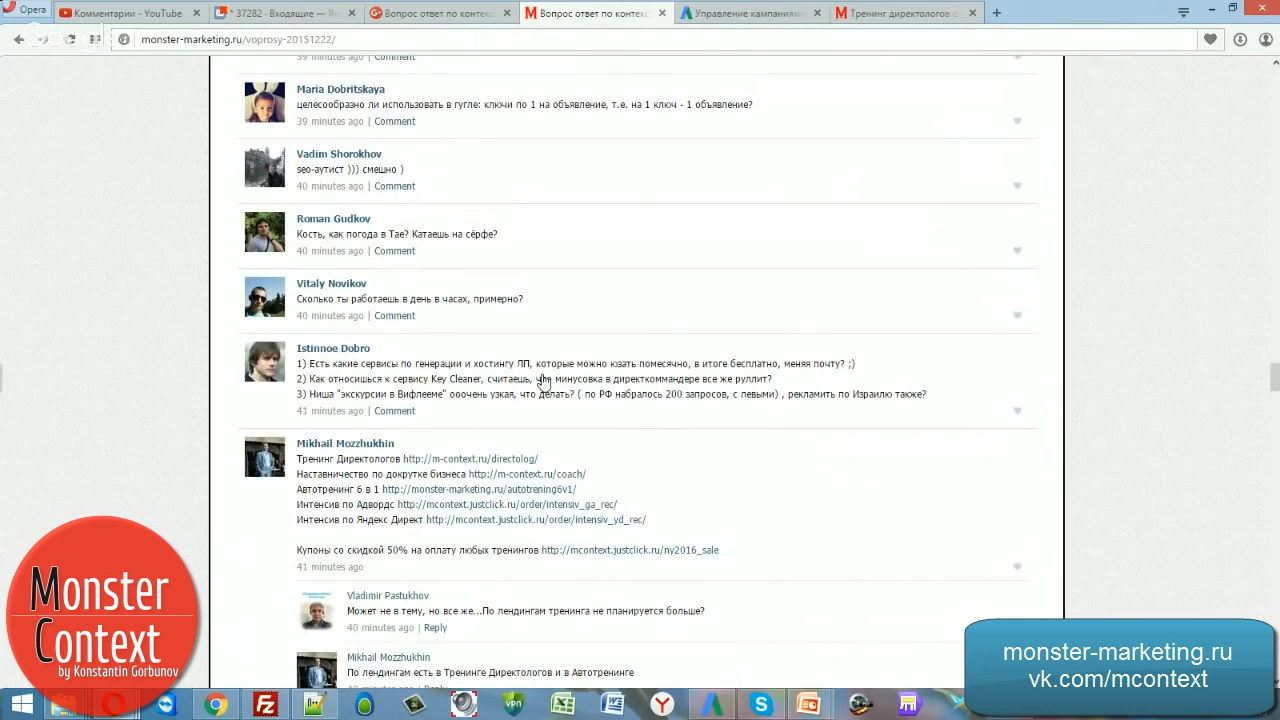 Opera
Комментарии - YouTube
* 37282 - Входящие — Ян
Вопрос ответ по контекс
Вопрос ответ по контекс
Управление кампаниями
Тренинг директологов от
monster-marketing.ru/voprosy-20151222/
39 minutes ago | Comment
Maria Dobritskaya
целесообразно ли использовать в гугле: ключи по 1 на объявление, т.е. на 1 ключ - 1 объявление?
39 minutes ago | Comment
Vadim Shorokhov
seo-аутист ))) смешно )
40 minutes ago | Comment
Roman Gudkov
Кость, как погода в Тае? Катаешь на сёрфе?
40 minutes ago | Comment
Vitaly Novikov
Сколько ты работаешь в день в часах, примерно?
40 minutes ago | Comment
Istinnoe Dobro
1) Есть какие сервисы по генерации и хостингу ЛП, которые можно юзать помесячно, в итоге бесплатно, меняя почту? ;)
2) Как относишься к сервису Key Cleaner, считаешь, минусовка в директкоммандере все же руллит?
3) Ниша "экскурсии в Вифлееме" ооочень узкая, что делать? ( по РФ набралось 200 запросов, с левыми) , рекламить по Израилю также?
41 minutes ago | Comment
Mikhail Mozzhukhin
Тренинг Директологов http://m-context.ru/directolog/
Наставничество по докрутке бизнеса http://m-context.ru/coach/
Автотренинг 6 в 1 http://monster-marketing.ru/autotrening6v1/
Интенсив по Адвордс http://mcontext.justclick.ru/order/intensiv_ga_rec/
Интенсив по Яндекс Директ http://mcontext.justclick.ru/order/intensiv_yd_rec/
Купоны со скидкой 50% на оплату любых тренингов http://mcontext.justclick.ru/ny2016_sale
41 minutes ago
Vladimir Pastukhov
Может не в тему, но все же...По лендингам тренинга не планируется больше?
40 minutes ago | Reply
Mikhail Mozzhukhin
По лендингам есть в Тренинге Директологов и в Автотренинге
Monster
Context
by Konstantin Gorbunov
monster-marketing.ru
vk.com/mcontext